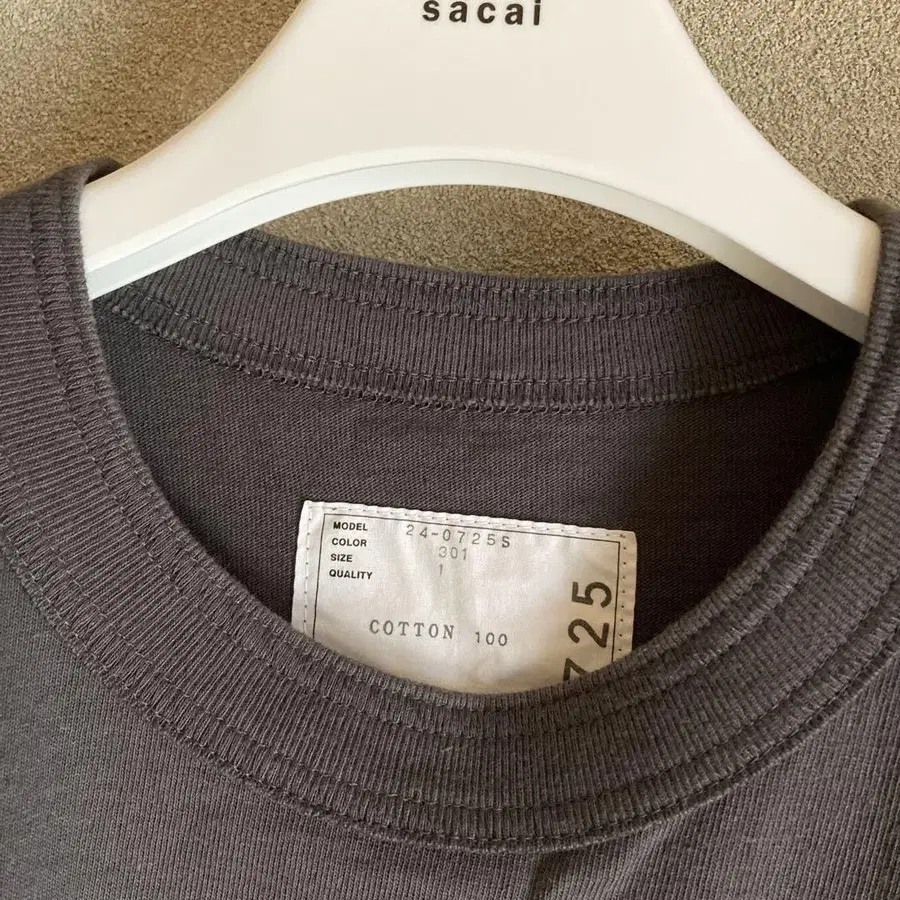 sacai
MODEL 24-0725S
COLOR 301
SIZE 1
QUALITY
COTTON 100
725